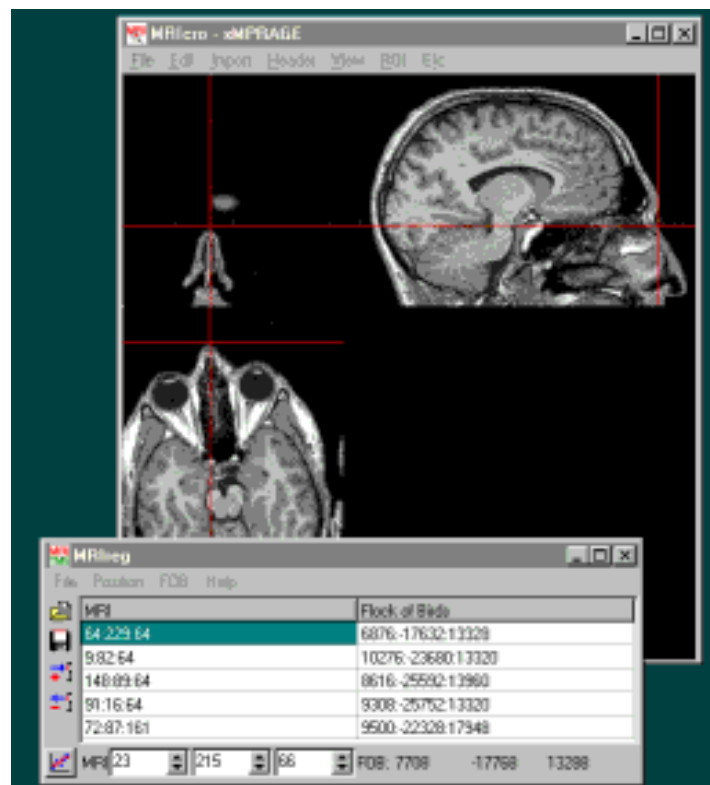 MRIcro - xMPRAGE
File Edit Import Header View ROI Etc
MRIreg
File Position FOB Help
MRI Flock of Birds
64:229:64 6876:-17632:13328
9:82:64 10276:-23680:13320
148:89:64 8616:-25592:13960
91:16:64 9308:-25752:13320
72:87:161 9500:-22328:17948
MRI 23 215 66 FOB: 7708 -17768 13288